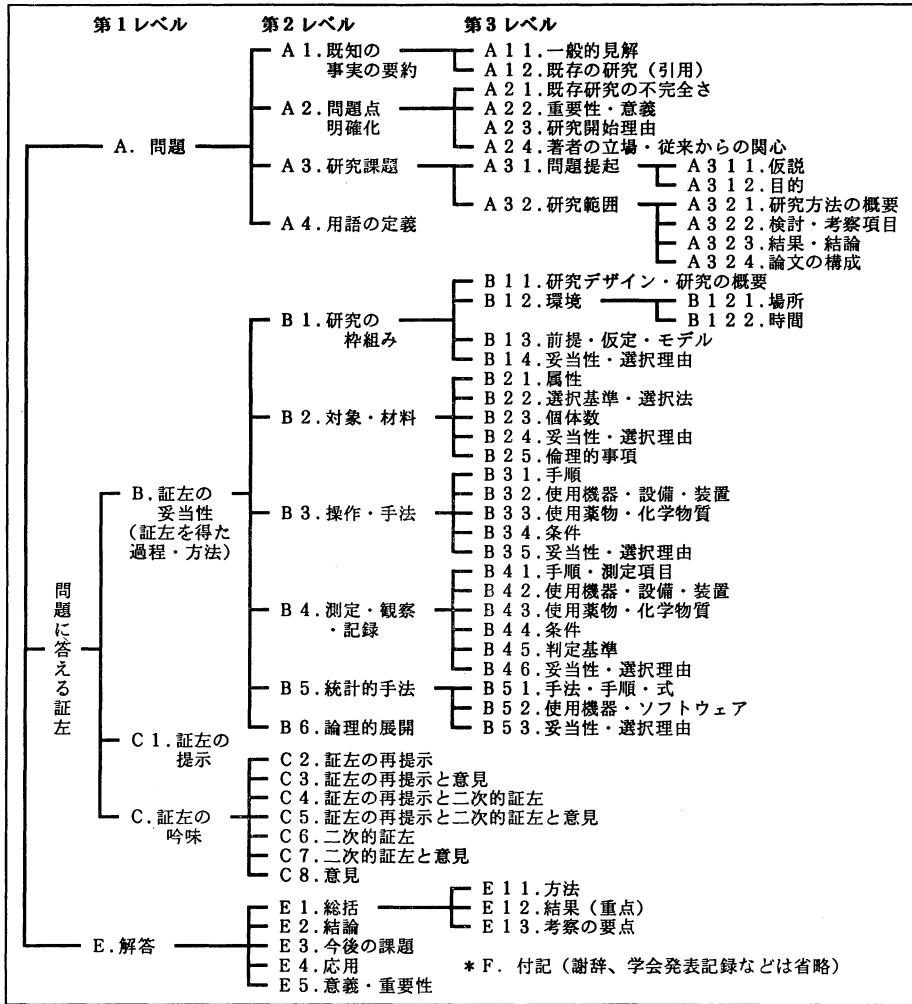 第1レベル 第2レベル 第3レベル
A1.既知の
事実の要約
A11.一般的見解
A12.既存の研究(引用)
A2.問題点
明確化
A21.既存研究の不完全さ
A22.重要性・意義
A23.研究開始理由
A24.著者の立場・従来からの関心
A. 問題
A3.研究課題
A31.問題提起
A311.仮説
A312.目的
A32.研究範囲
A321.研究方法の概要
A322.検討・考察項目
A323.結果・結論
A324.論文の構成
A4.用語の定義
問題に答える証左
B.証左の
妥当性
(証左を得た
過程・方法)
B1.研究の
枠組み
B11.研究デザイン・研究の概要
B12.環境
B121.場所
B122.時間
B13.前提・仮定・モデル
B14.妥当性・選択理由
B2.対象・材料
B21.属性
B22.選択基準・選択法
B23.個体数
B24.妥当性・選択理由
B25.倫理的事項
B3.操作・手法
B31.手順
B32.使用機器・設備・装置
B33.使用薬物・化学物質
B34.条件
B35.妥当性・選択理由
B4.測定・観察
・記録
B41.手順・測定項目
B42.使用機器・設備・装置
B43.使用薬物・化学物質
B44.条件
B45.判定基準
B46.妥当性・選択理由
B5.統計的手法
B51.手法・手順・式
B52.使用機器・ソフトウェア
B53.妥当性・選択理由
B6.論理的展開
C1.証左の
提示
C.証左の
吟味
C2.証左の再提示
C3.証左の再提示と意見
C4.証左の再提示と二次的証左
C5.証左の再提示と二次的証左と意見
C6.二次的証左
C7.二次的証左と意見
C8.意見
E.解答
E1.総括
E11.方法
E12.結果(重点)
E13.考察の要点
E2.結論
E3.今後の課題
E4.応用
E5.意義・重要性
*F. 付記(謝辞、学会発表記録などは省略)